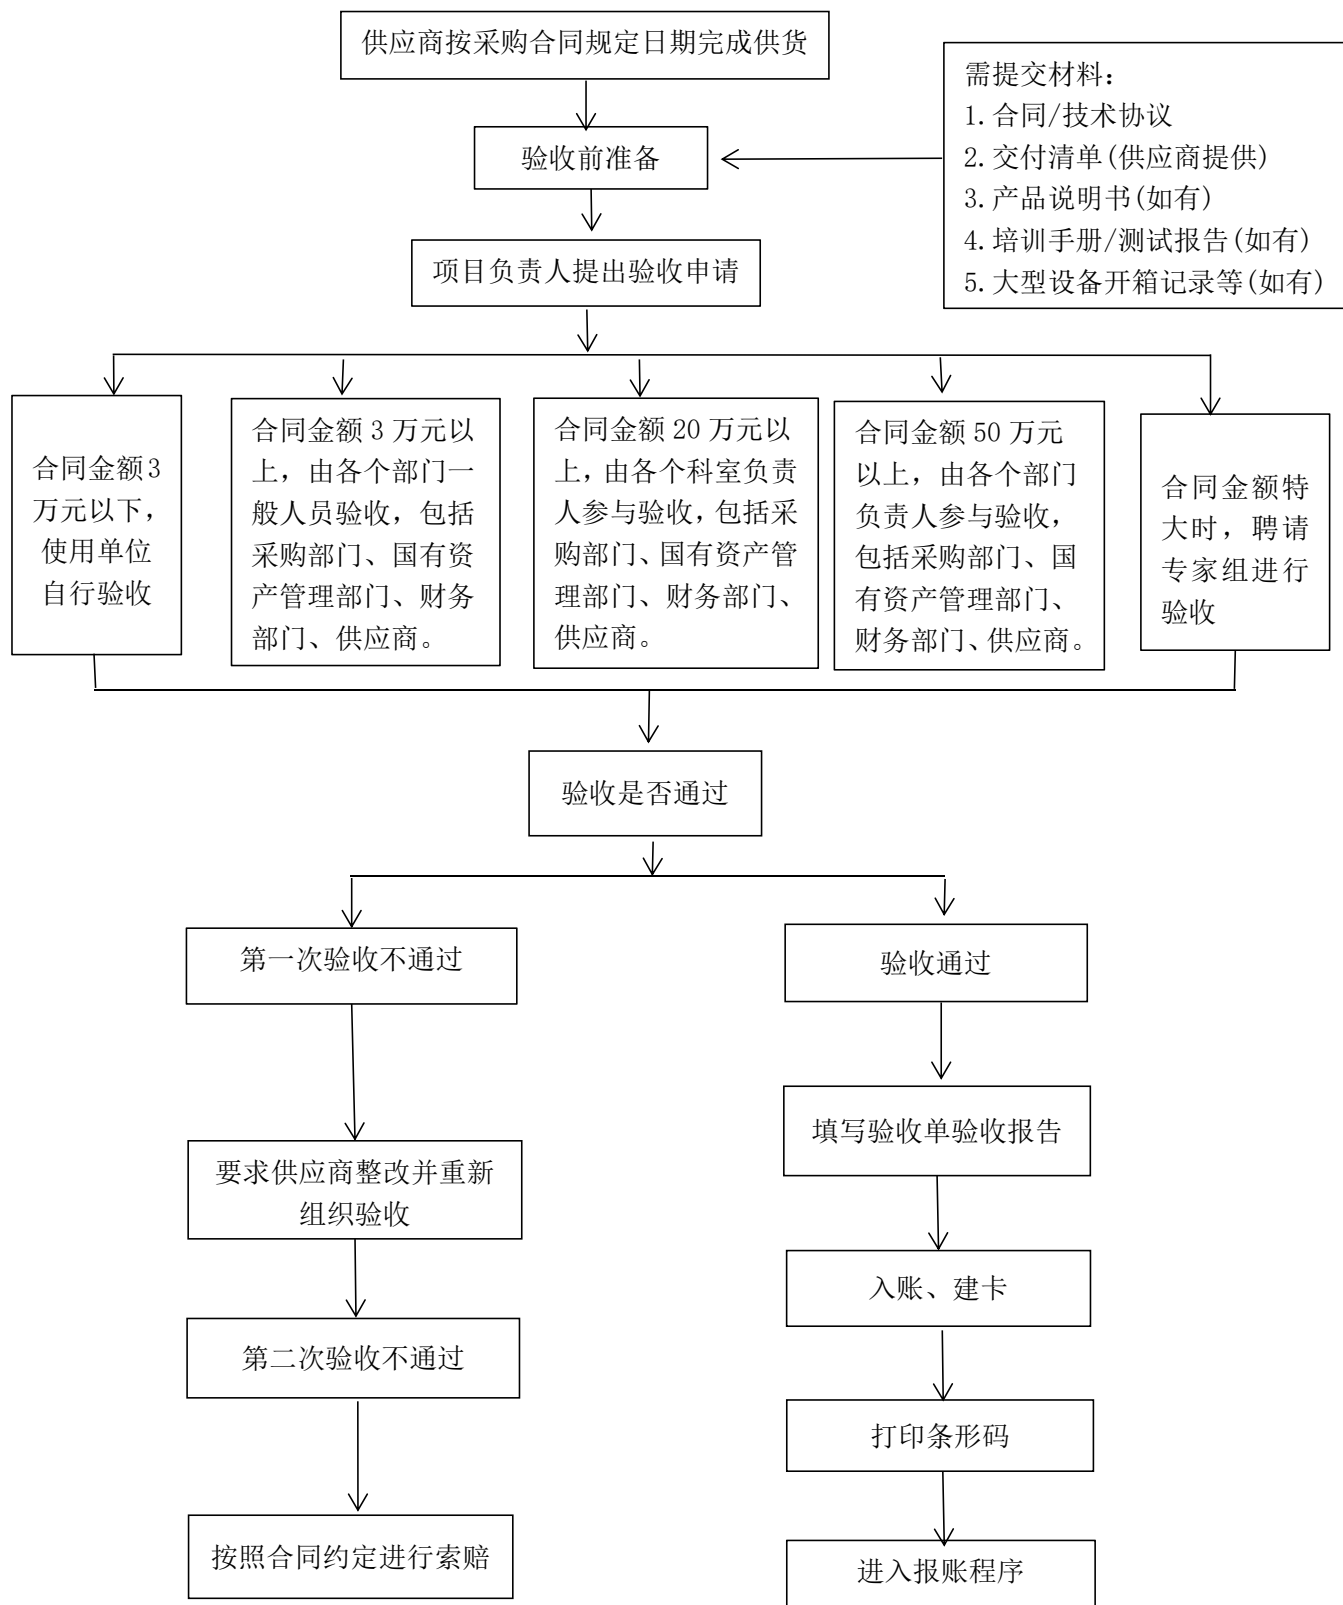 供应商按采购合同规定日期完成供货
需提交材料：
1.合同/技术协议
2.交付清单(供应商提供)
3.产品说明书(如有)
4.培训手册/测试报告(如有)
5.大型设备开箱记录等(如有)
验收前准备
项目负责人提出验收申请
合同金额3
万元以下，
使用单位
自行验收
合同金额 3 万元以
上，由各个部门一
般人员验收，包括
采购部门、国有资
产管理部门、财务
部门、供应商。
合同金额 20 万元以
上，由各个科室负责
人参与验收，包括采
购部门、国有资产管
理部门、财务部门、
供应商。
合同金额 50 万元
以上，由各个部门
负责人参与验收，
包括采购部门、国
有资产管理部门、
财务部门、供应商。
合同金额特
大时，聘请
专家组进行
验收
验收是否通过
第一次验收不通过
要求供应商整改并重新
组织验收
第二次验收不通过
按照合同约定进行索赔
验收通过
填写验收单验收报告
入账、建卡
打印条形码
进入报账程序